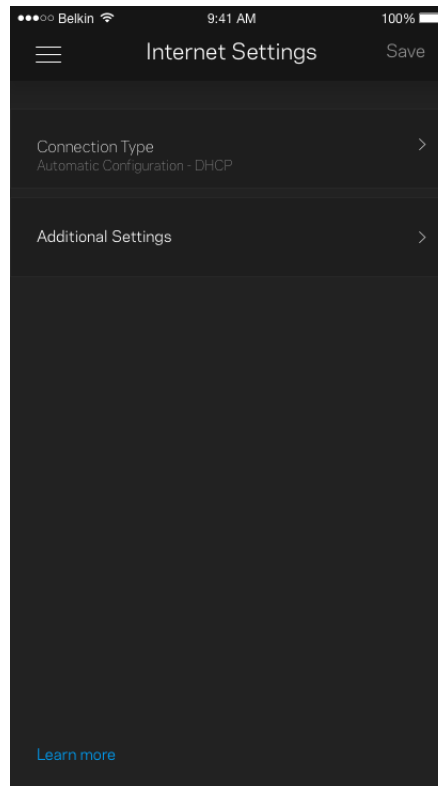 Belkin 9:41 AM 100%
Internet Settings Save
Connection Type
Automatic Configuration - DHCP
Additional Settings
Learn more